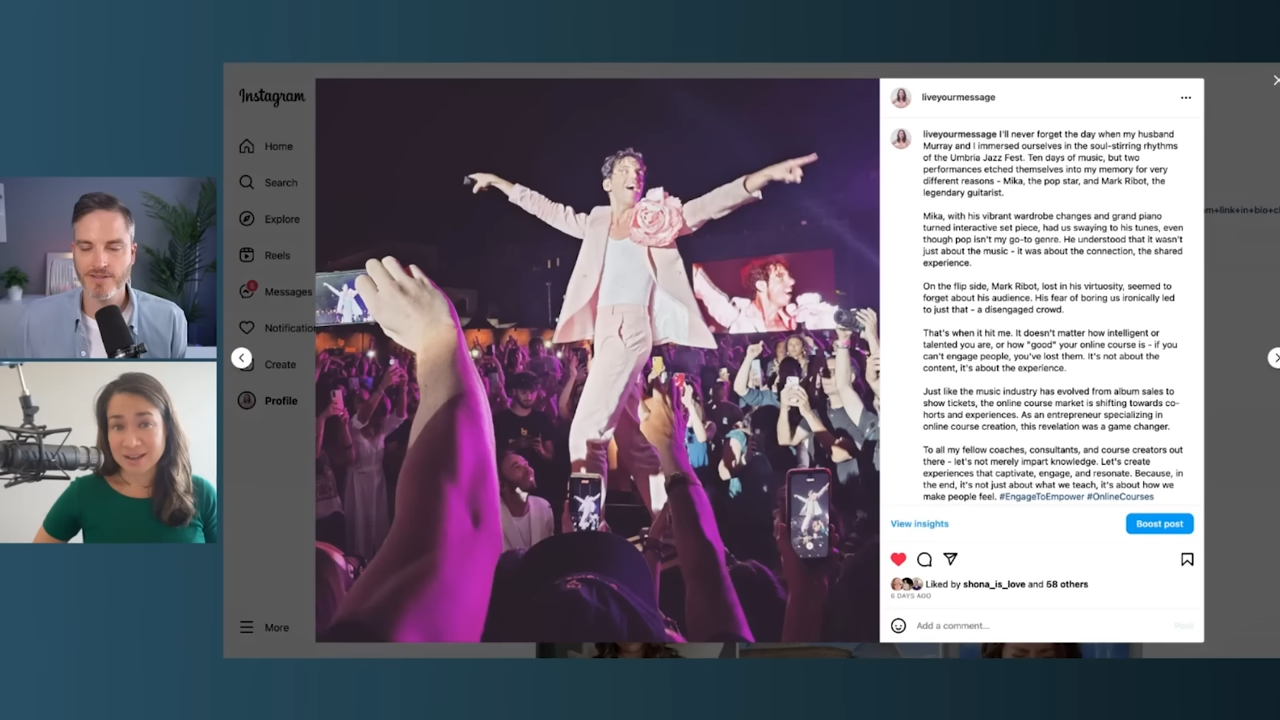 Instagram
Home
Search
Explore
Reels
Messages
6
Notification
Create
Profile
More
liveyourmessage
liveyourmessage I'll never forget the day when my husband
Murray and I immersed ourselves in the soul-stirring rhythms
of the Umbria Jazz Fest. Ten days of music, but two
performances etched themselves into my memory for very
different reasons - Mika, the pop star, and Mark Ribot, the
legendary guitarist.
Mika, with his vibrant wardrobe changes and grand piano
turned interactive set piece, had us swaying to his tunes, even
though pop isn't my go-to genre. He understood that it wasn't
just about the music - it was about the connection, the shared
experience.
On the flip side, Mark Ribot, lost in his virtuosity, seemed to
forget about his audience. His fear of boring us ironically led
to just that - a disengaged crowd.
That's when it hit me. It doesn't matter how intelligent or
talented you are, or how "good" your online course is - if you
can't engage people, you've lost them. It's not about the
content, it's about the experience.
Just like the music industry has evolved from album sales to
show tickets, the online course market is shifting towards co-
horts and experiences. As an entrepreneur specializing in
online course creation, this revelation was a game changer.
To all my fellow coaches, consultants, and course creators out
there - let's not merely impart knowledge. Let's create
experiences that captivate, engage, and resonate. Because, in
the end, it's not just about what we teach, it's about how we
make people feel. #EngageToEmpower #OnlineCourses
View insights
Boost post
Liked by shona_is_love and 68 others
6 DAYS AGO
Add a comment...
Post
m+link+in+bio+c